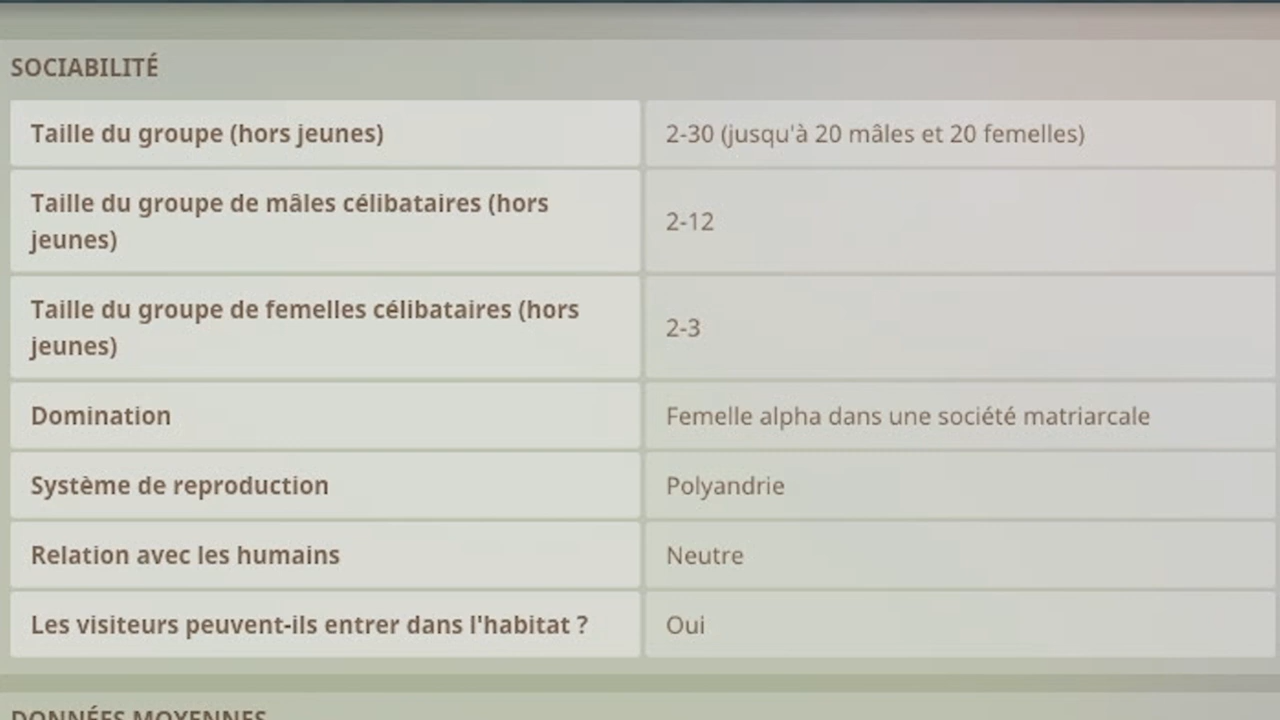 SOCIABILITÉ
Taille du groupe (hors jeunes)
2-30 (jusqu'à 20 mâles et 20 femelles)
Taille du groupe de mâles célibataires (hors
jeunes)
2-12
Taille du groupe de femelles célibataires (hors
jeunes)
2-3
Domination
Femelle alpha dans une société matriarcale
Système de reproduction
Polyandrie
Relation avec les humains
Neutre
Les visiteurs peuvent-ils entrer dans l'habitat ?
Oui
DONNÉES MOYENNES